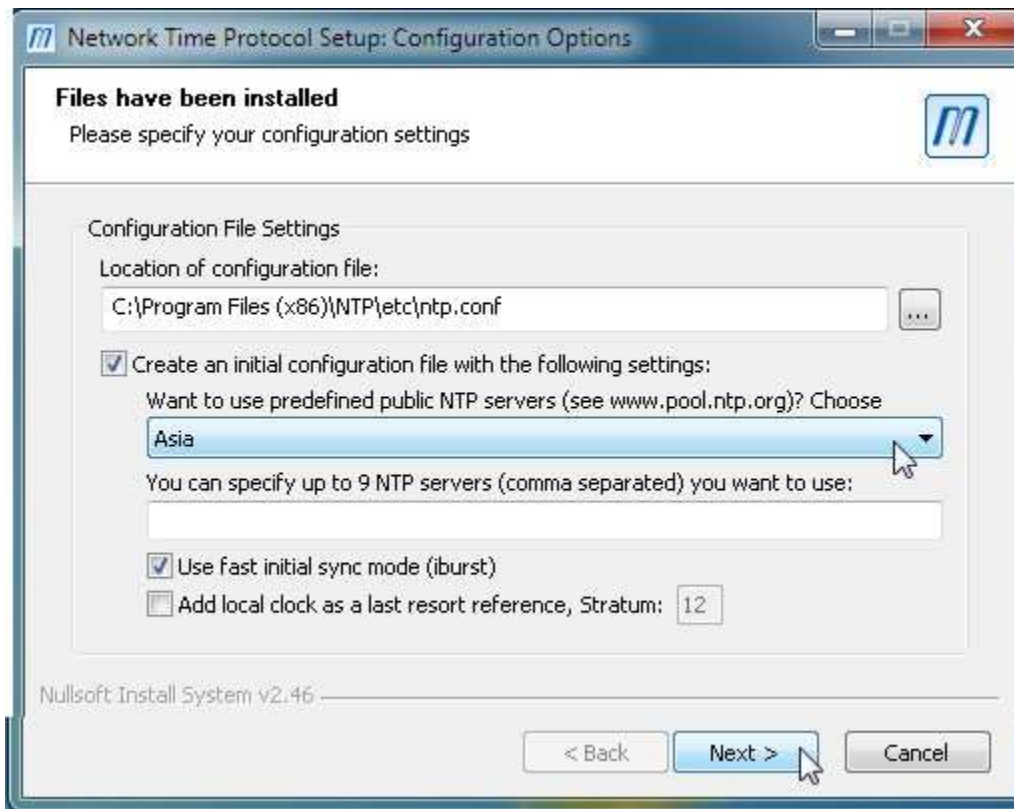 Network Time Protocol Setup: Configuration Options
Files have been installed
Please specify your configuration settings
Configuration File Settings
Location of configuration file:
C:\Program Files (x86)\NTP\etc\ntp.conf
...
Create an initial configuration file with the following settings:
Want to use predefined public NTP servers (see www.pool.ntp.org)? Choose
Asia
You can specify up to 9 NTP servers (comma separated) you want to use:
Use fast initial sync mode (iburst)
Add local clock as a last resort reference, Stratum: 12
Nullsoft Install System v2.46
< Back Next > Cancel